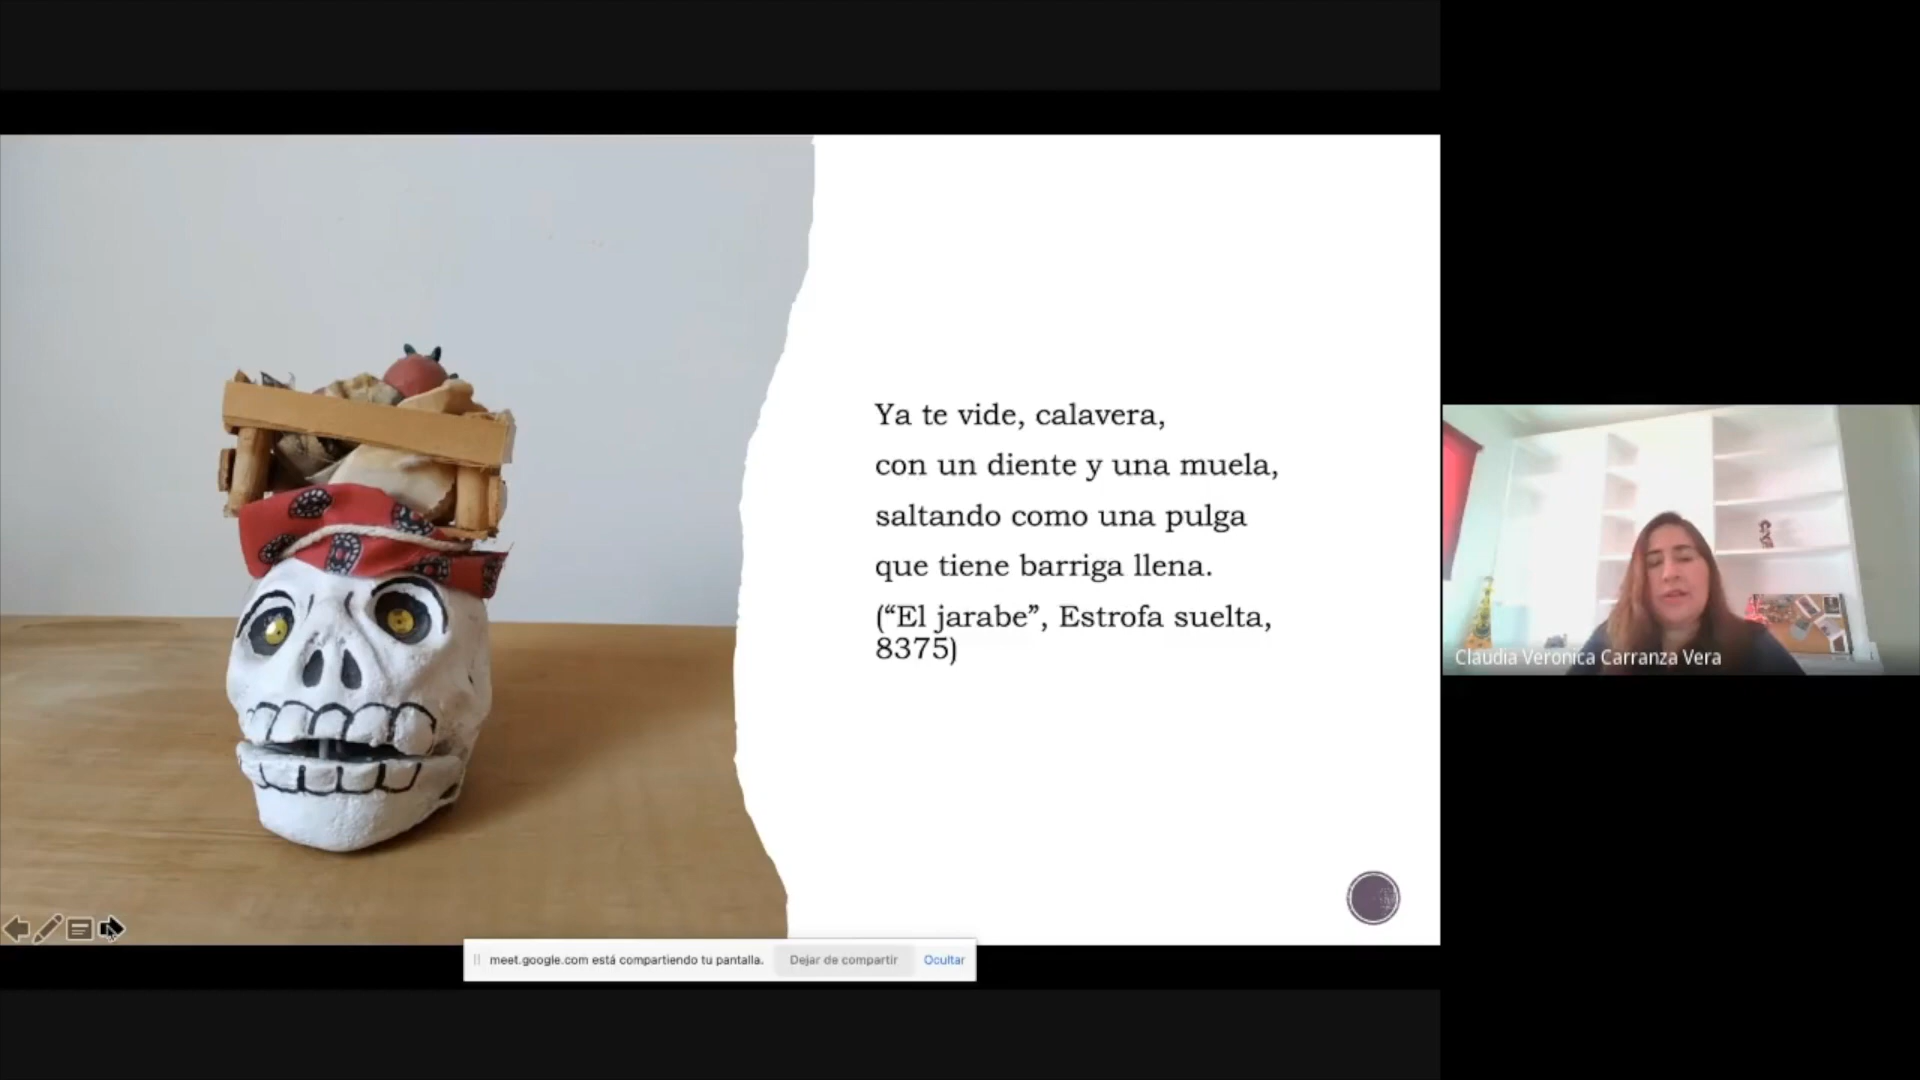 Ya te vide, calavera,
con un diente y una muela,
saltando como una pulga
que tiene barriga llena.
(“El jarabe”, Estrofa suelta,
8375)
Claudia Veronica Carranza Vera
meet.google.com está compartiendo tu pantalla. Dejar de compartir Ocultar